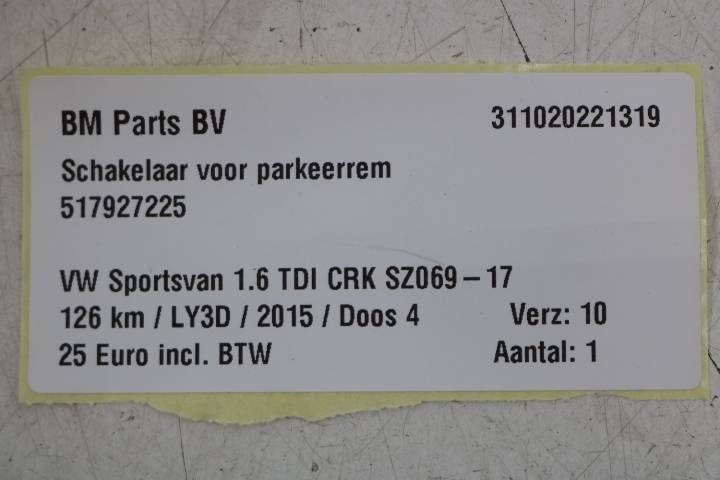 BM Parts BV 311020221319
Schakelaar voor parkeerrem
517927225
VW Sportsvan 1.6 TDI CRK SZ069–17
126 km / LY3D / 2015 / Doos 4 Verz: 10
25 Euro incl. BTW Aantal: 1